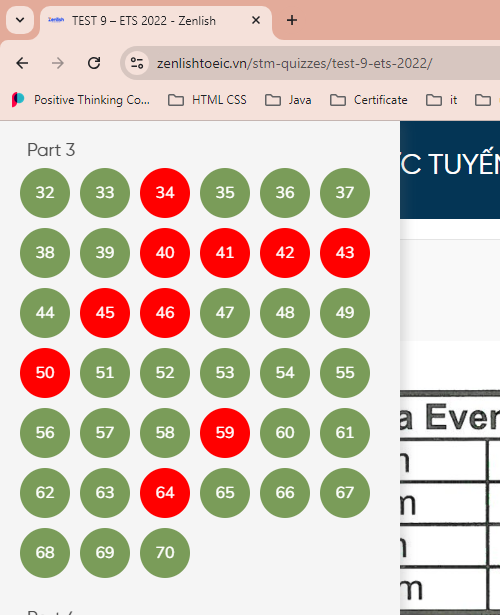 Zenlish TEST 9 – ETS 2022 - Zenlish
zenlishtoeic.vn/stm-quizzes/test-9-ets-2022/
Positive Thinking Co... HTML CSS Java Certificate it
Part 3
ỨC TUYẾN
32 33 34 35 36 37
38 39 40 41 42 43
44 45 46 47 48 49
50 51 52 53 54 55
a Even
56 57 58 59 60 61
62 63 64 65 66 67
m
68 69 70
m